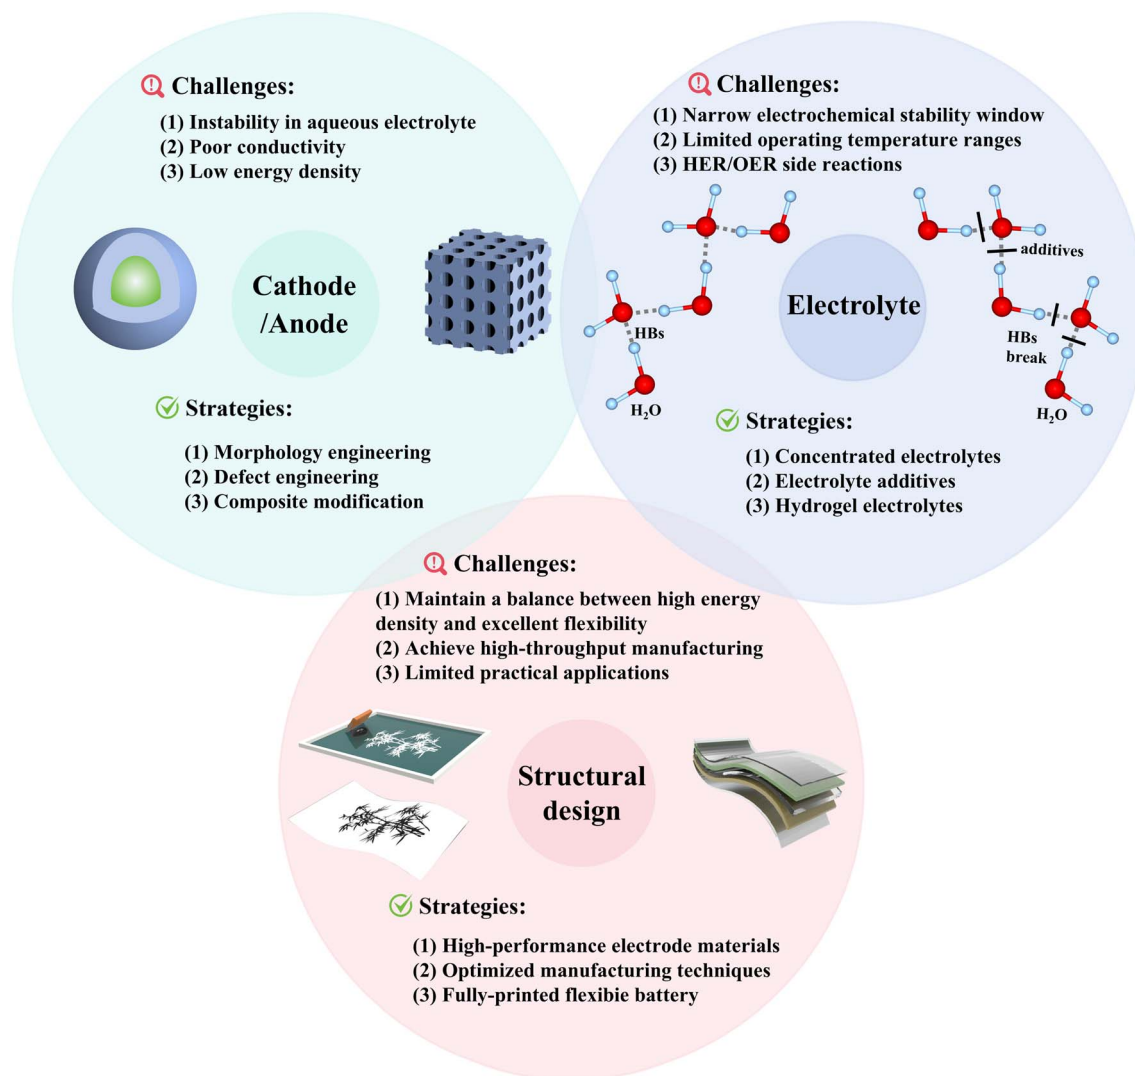 Challenges:
(1) Instability in aqueous electrolyte
(2) Poor conductivity
(3) Low energy density
Cathode
/Anode
Strategies:
(1) Morphology engineering
(2) Defect engineering
(3) Composite modification
Challenges:
(1) Narrow electrochemical stability window
(2) Limited operating temperature ranges
(3) HER/OER side reactions
additives
Electrolyte
HBs
HBs
break
H₂O
H₂O
Strategies:
(1) Concentrated electrolytes
(2) Electrolyte additives
(3) Hydrogel electrolytes
Challenges:
(1) Maintain a balance between high energy
density and excellent flexibility
(2) Achieve high-throughput manufacturing
(3) Limited practical applications
Structural
design
Strategies:
(1) High-performance electrode materials
(2) Optimized manufacturing techniques
(3) Fully-printed flexibie battery